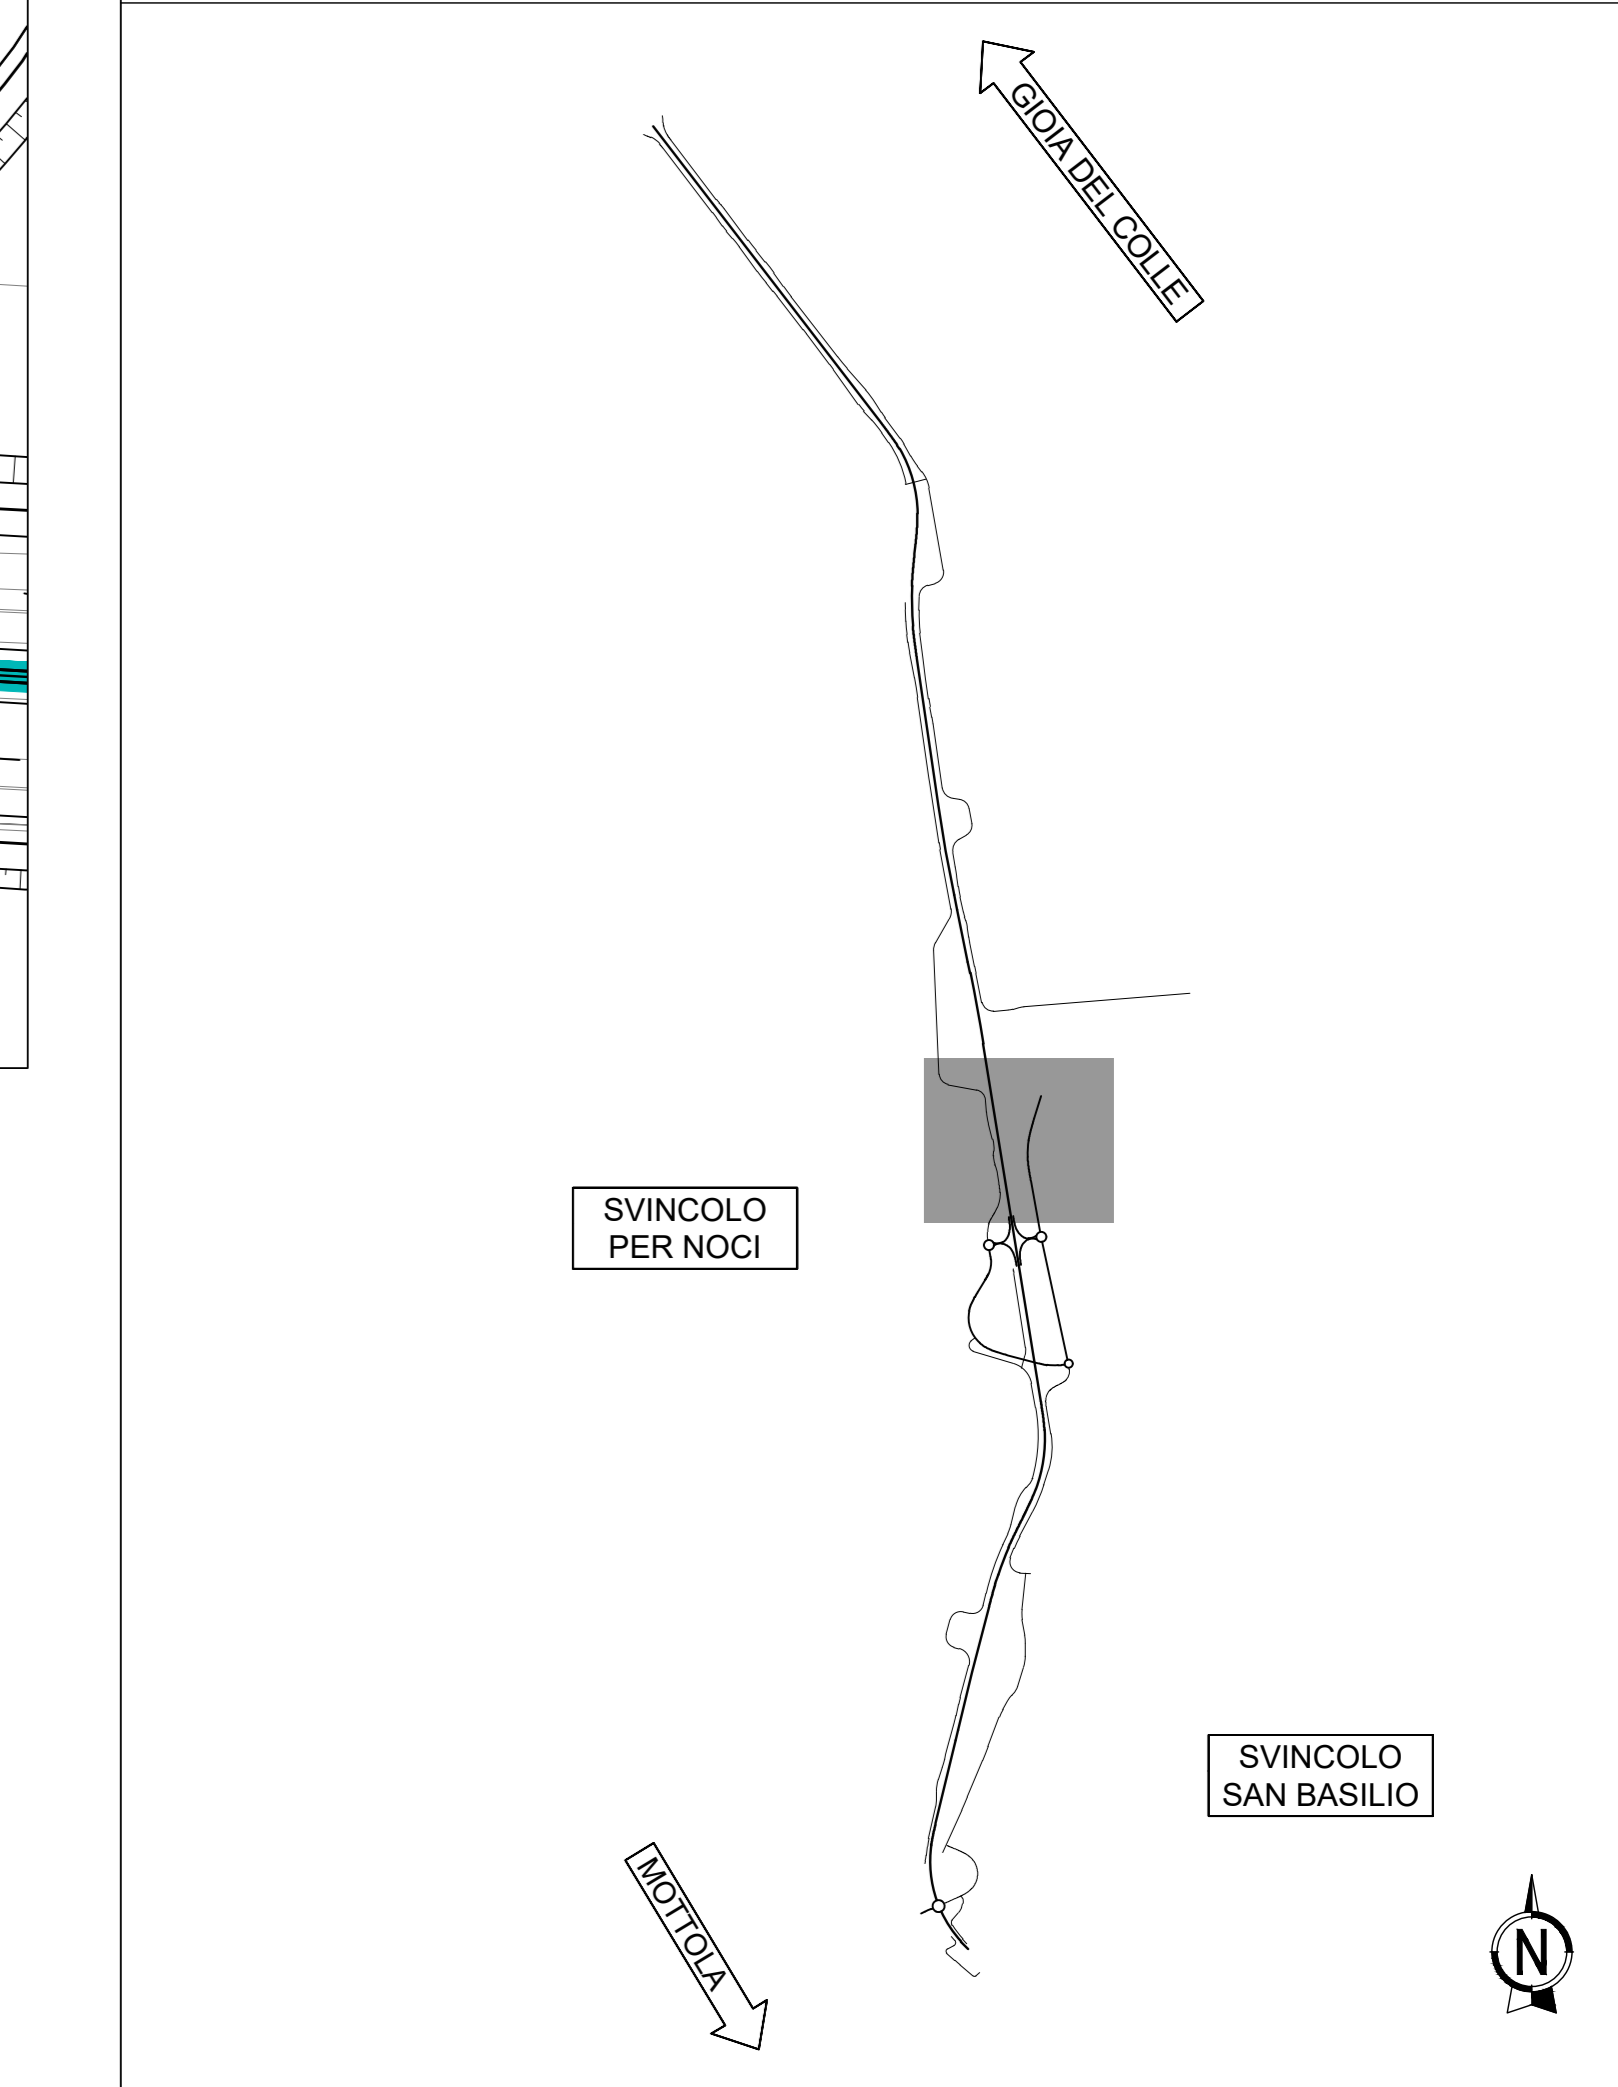 GIOIA DEL COLLE
SVINCOLO
PER NOCI
SVINCOLO
SAN BASILIO
MOTTOLA
N